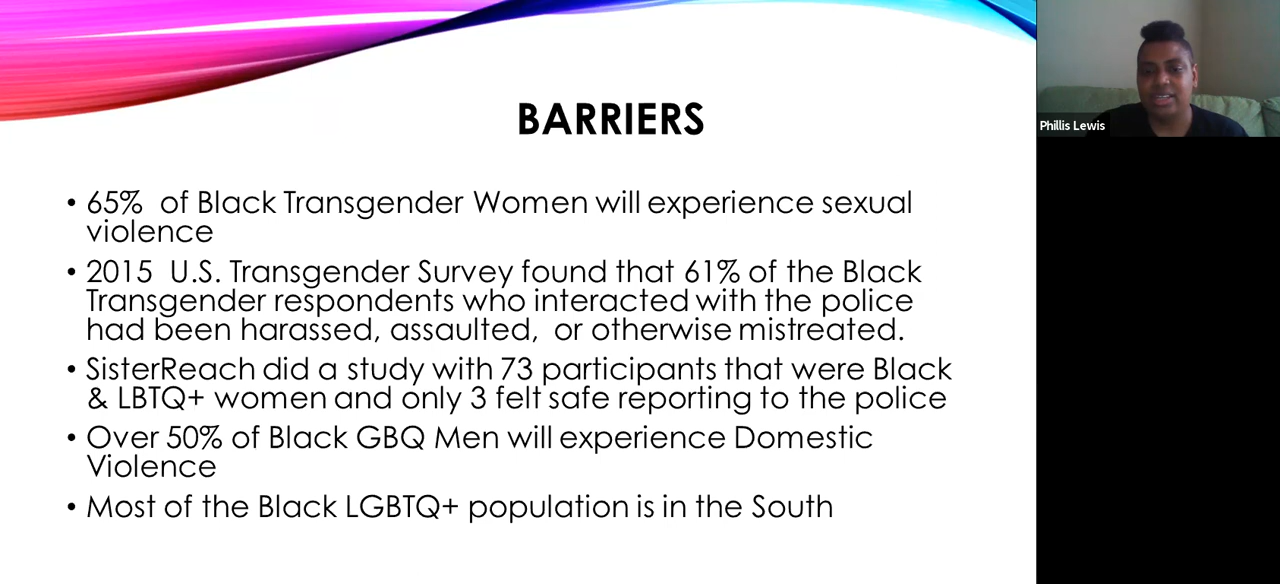 BARRIERS
• 65% of Black Transgender Women will experience sexual
violence
• 2015 U.S. Transgender Survey found that 61% of the Black
Transgender respondents who interacted with the police
had been harassed, assaulted, or otherwise mistreated.
• SisterReach did a study with 73 participants that were Black
& LBTQ+ women and only 3 felt safe reporting to the police
• Over 50% of Black GBQ Men will experience Domestic
Violence
• Most of the Black LGBTQ+ population is in the South
Phillis Lewis